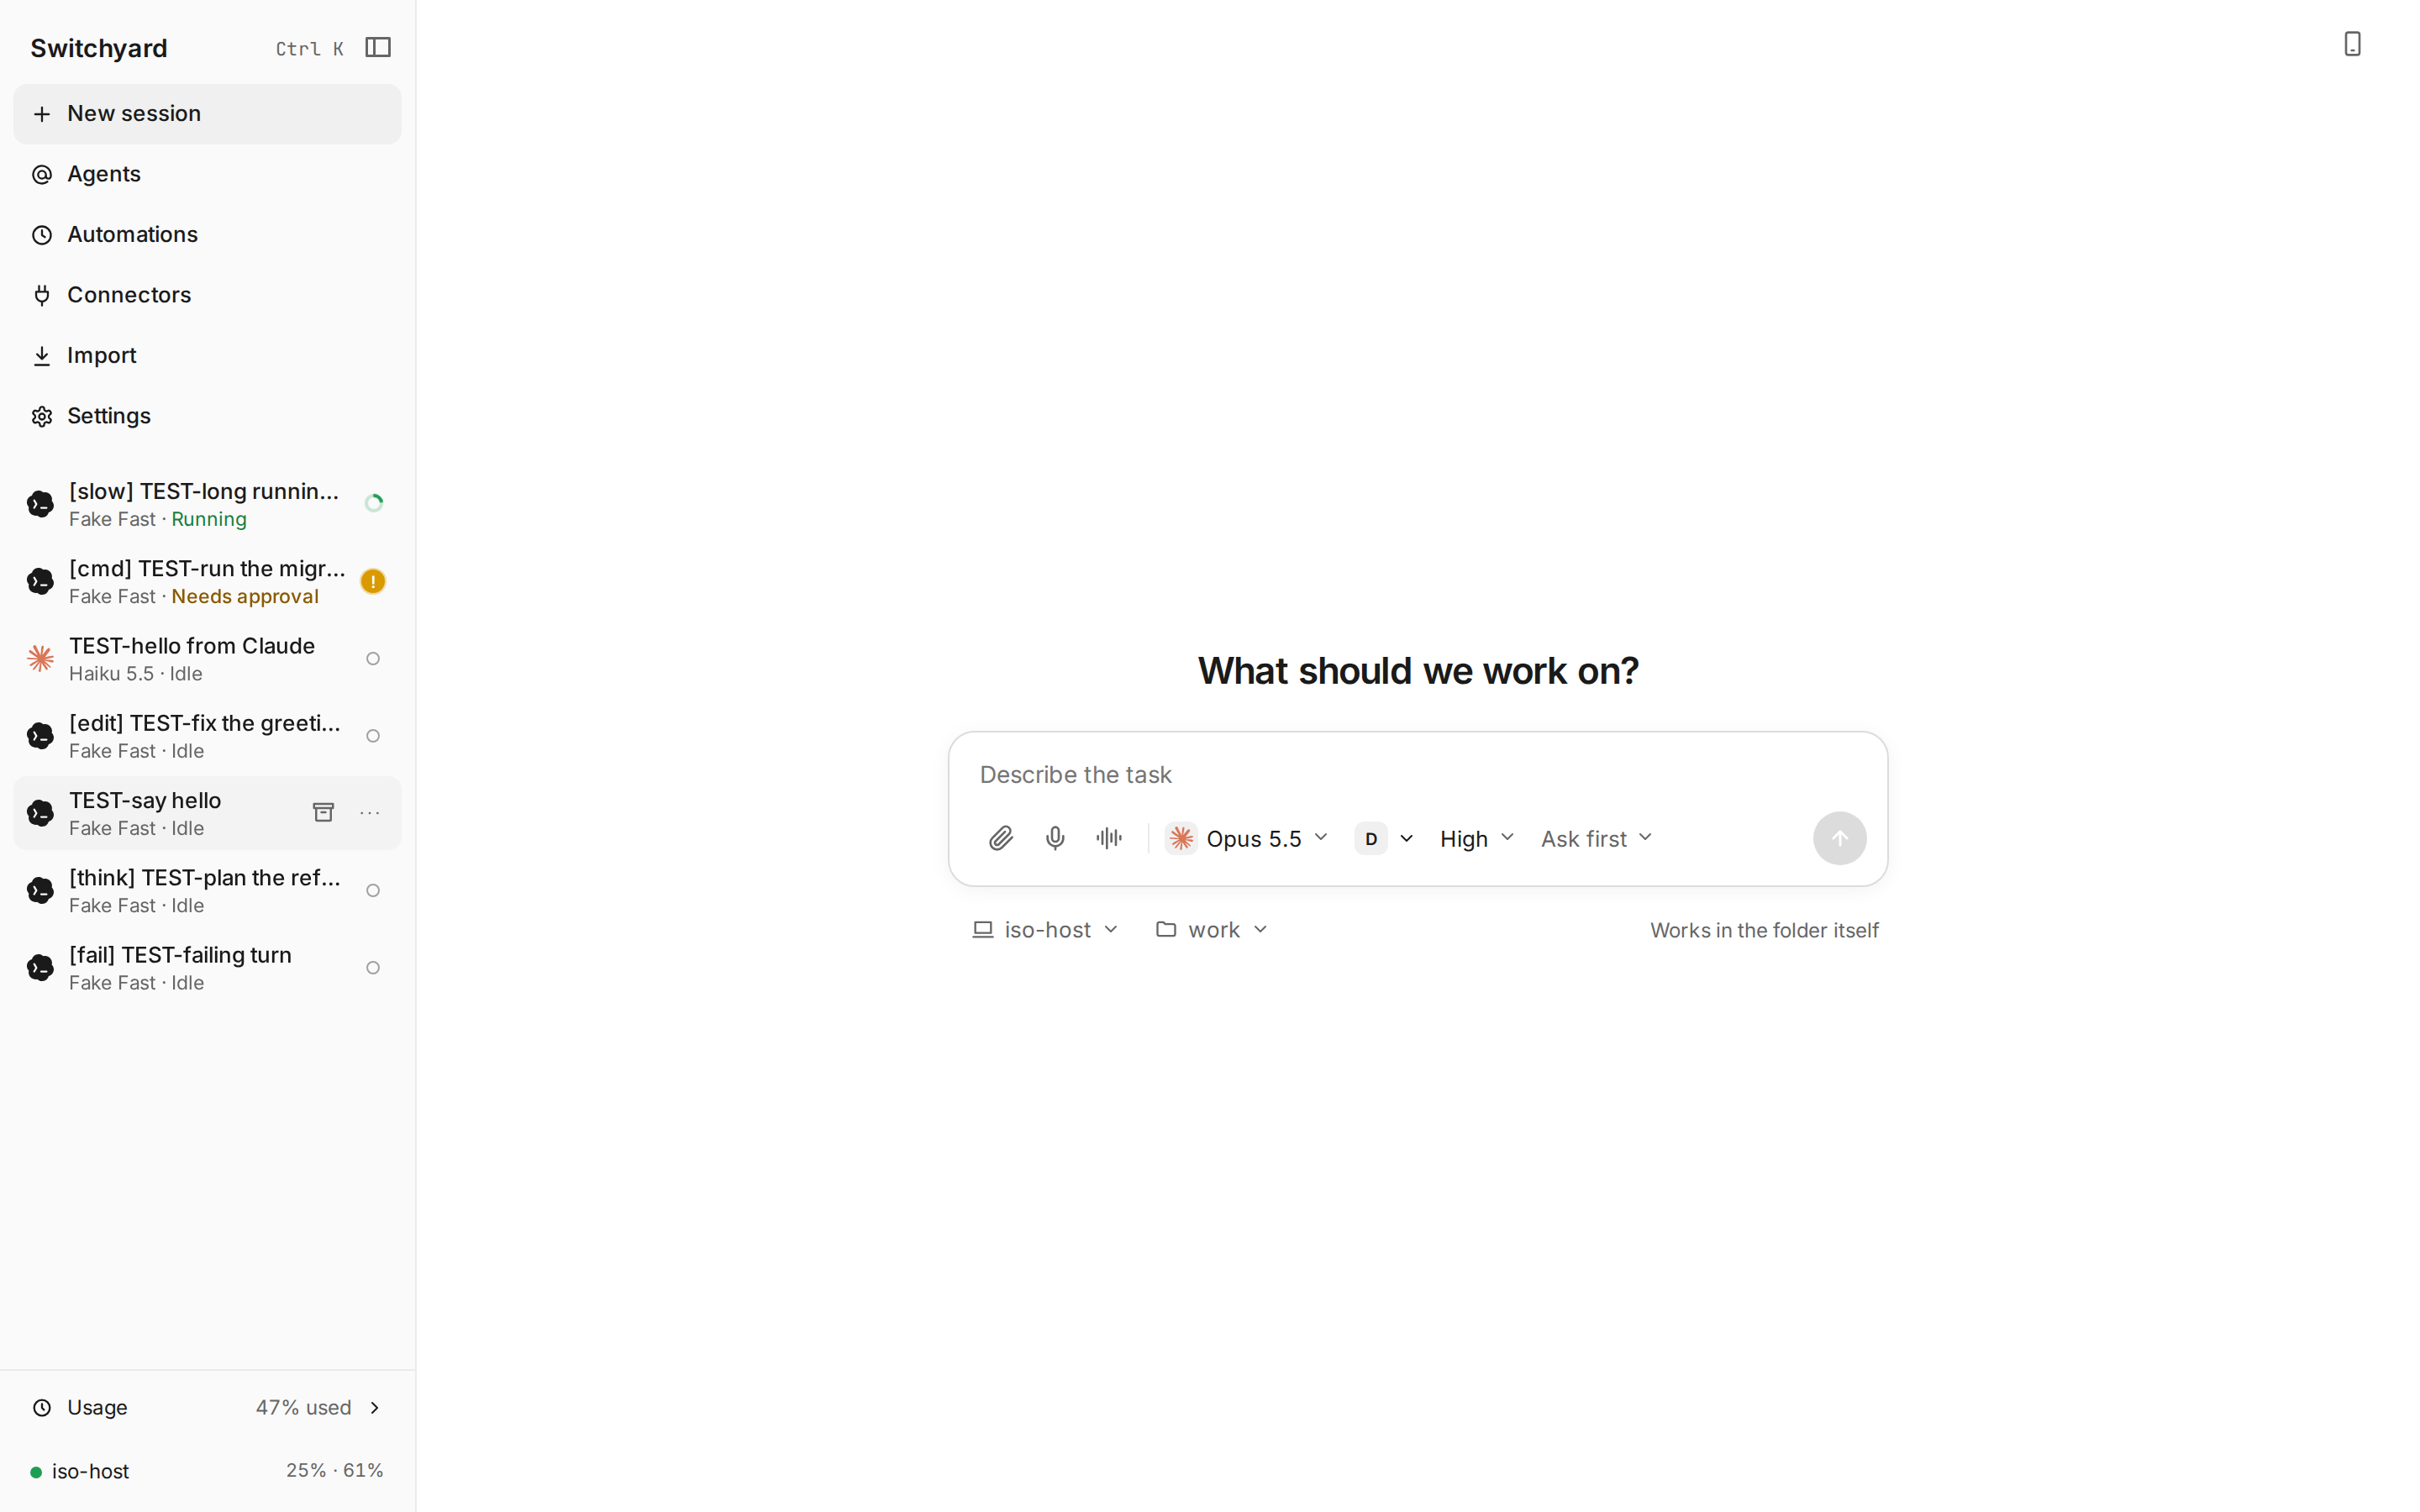 Switchyard Ctrl K
New session
Agents
Automations
Connectors
Import
Settings
[slow] TEST-long runnin...
Fake Fast · Running
[cmd] TEST-run the migr...
Fake Fast · Needs approval
TEST-hello from Claude
Haiku 5.5 · Idle
[edit] TEST-fix the greeti...
Fake Fast · Idle
TEST-say hello
Fake Fast · Idle
[think] TEST-plan the ref...
Fake Fast · Idle
[fail] TEST-failing turn
Fake Fast · Idle
Usage 47% used
iso-host 25% · 61%
What should we work on?
Describe the task
Opus 5.5 D High Ask first
iso-host work Works in the folder itself